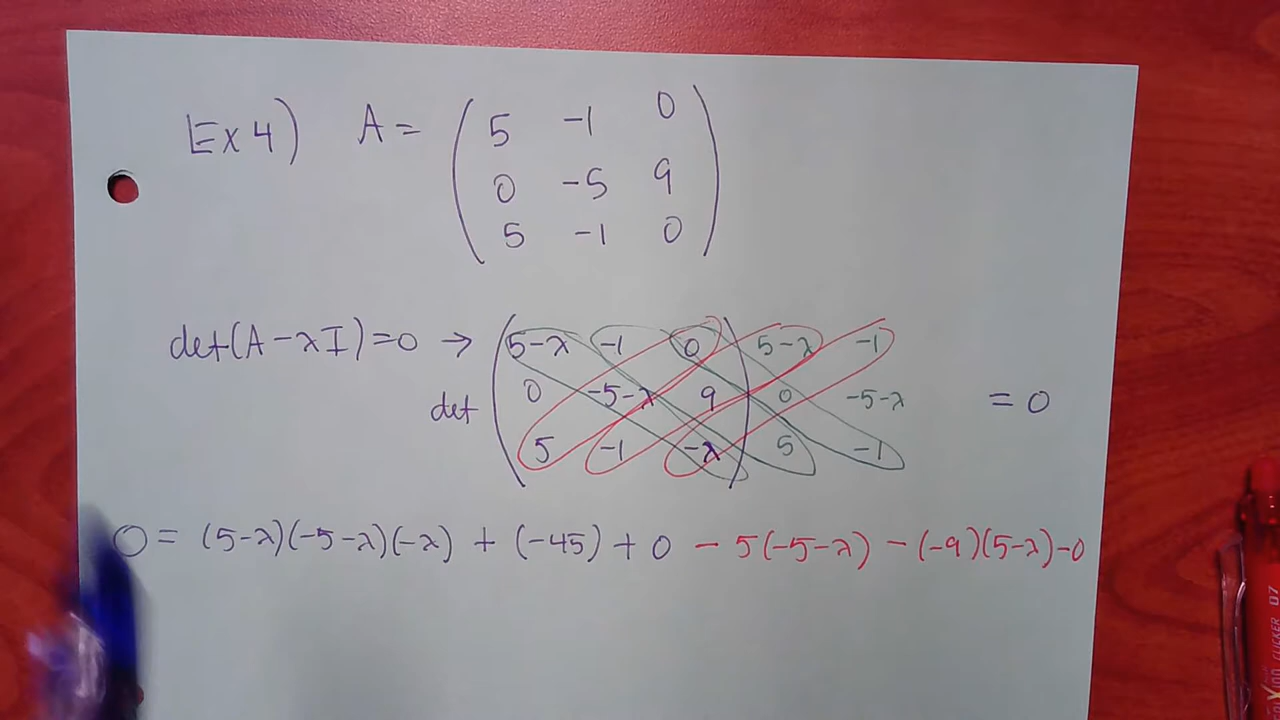 Ex 4) A = ( 5 -1 0
0 -5 9
5 -1 0 )
det(A - λI) = 0 → det ( 5-λ -1 0 ) 5-λ -1
0 -5-λ 9 0 -5-λ = 0
5 -1 -λ 5 -1
0 = (5-λ)(-5-λ)(-λ) + (-45) + 0 - 5(-5-λ) - (-9)(5-λ) - 0
CLICKER 07